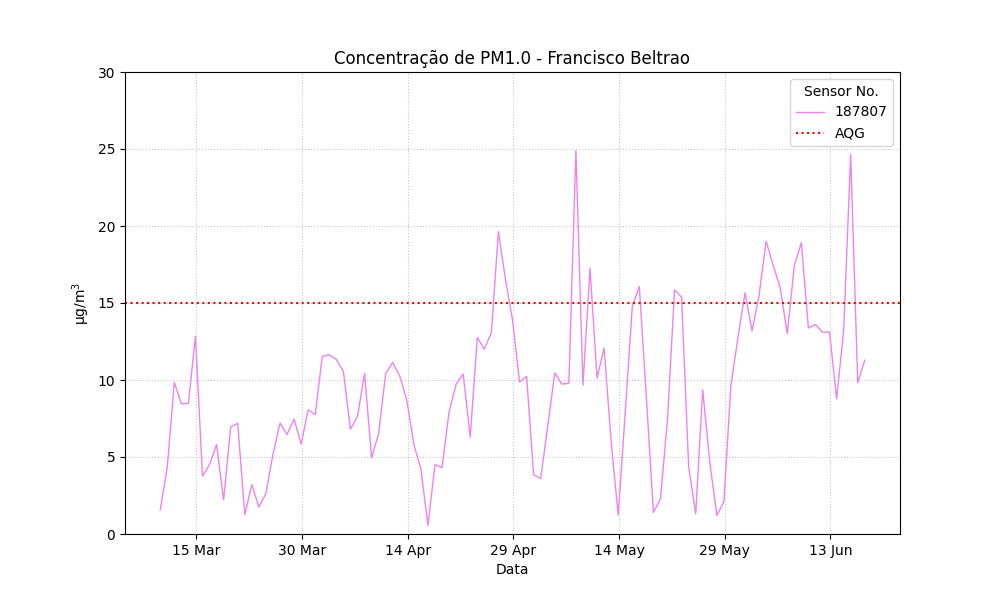 Concentração de PM1.0 - Francisco Beltrao
Sensor No.
187807
AQG
30
25
20
15
10
5
0
µg/m³
15 Mar
30 Mar
14 Apr
29 Apr
14 May
29 May
13 Jun
Data